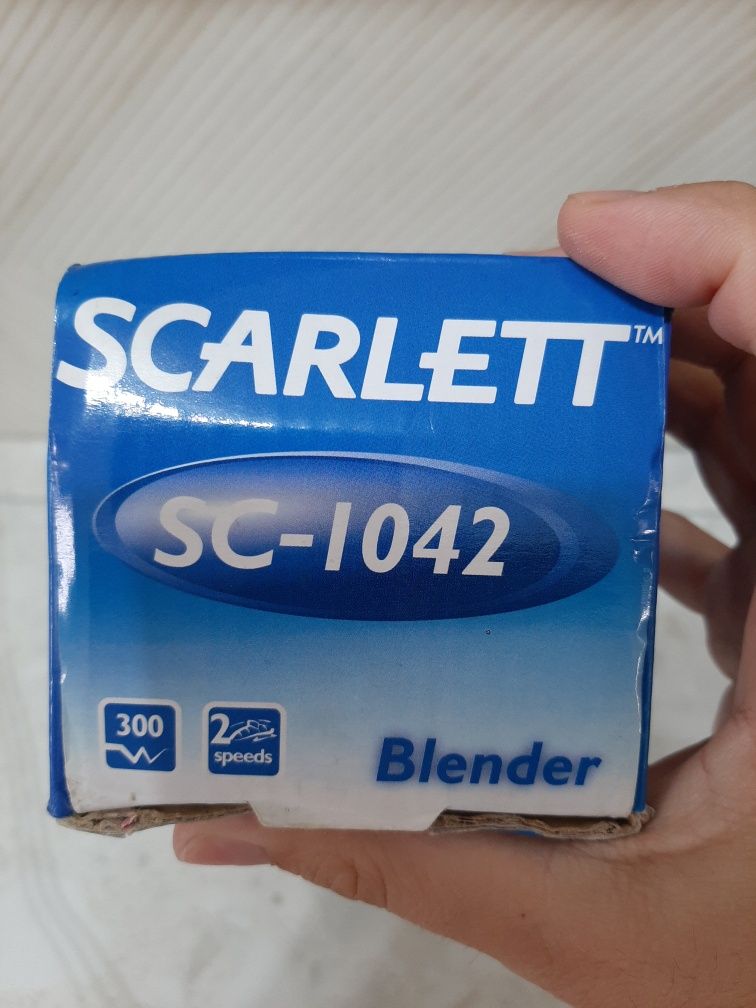 SCARLETT™
SC-1042
300 W
2 speeds
Blender